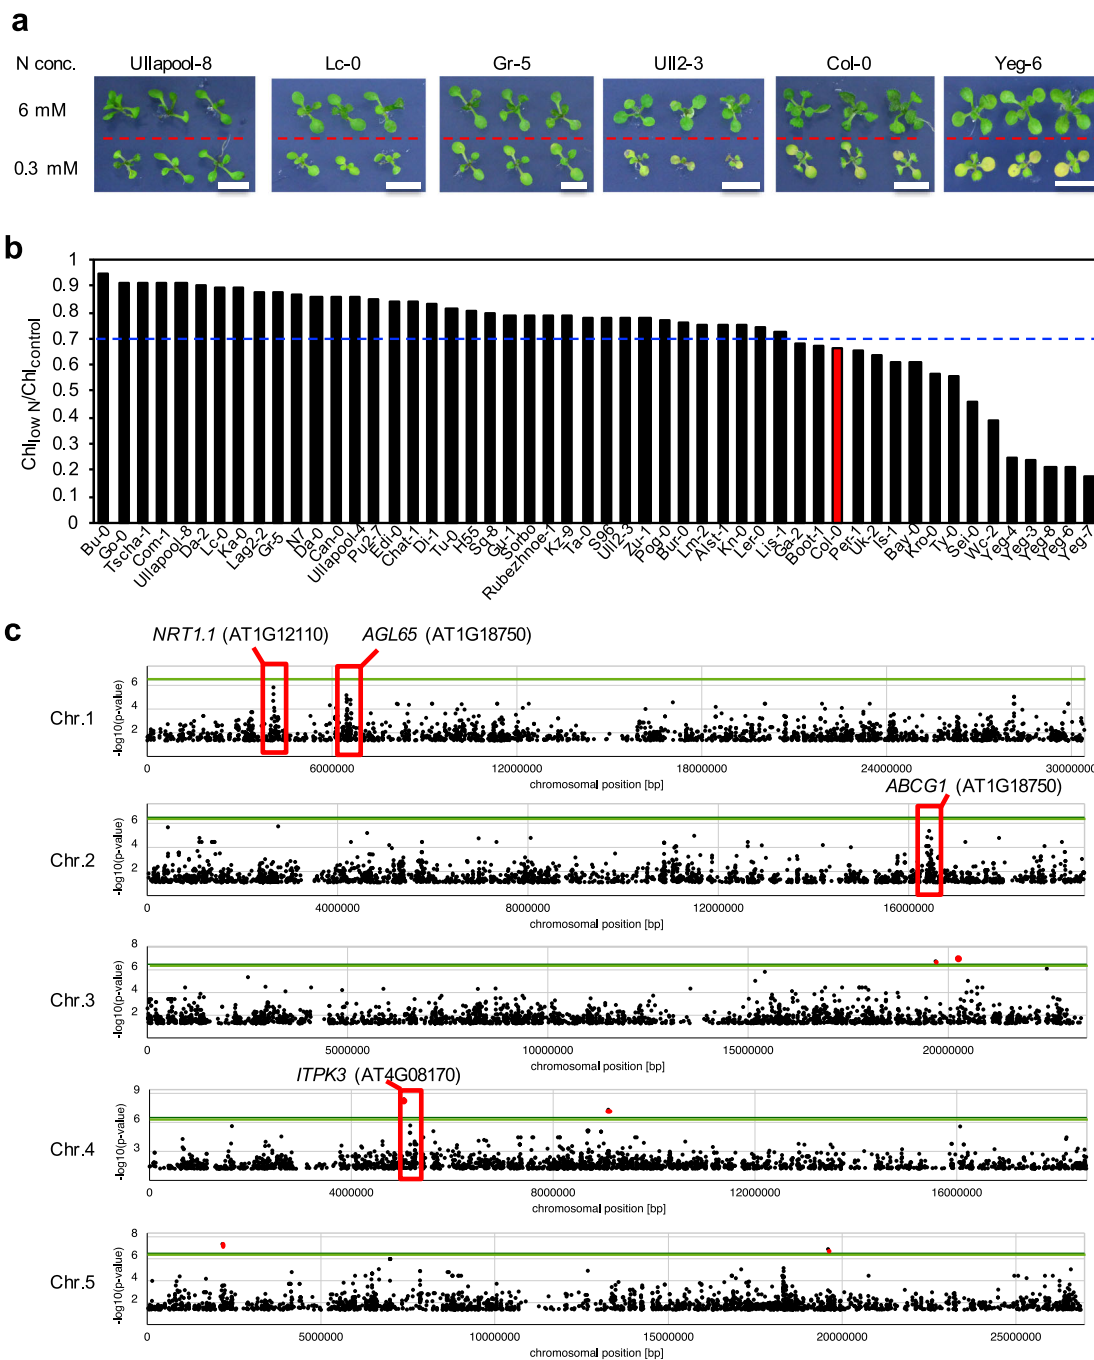 a
N conc.
Ullapool-8
Lc-0
Gr-5
Ull2-3
Col-0
Yeg-6
6 mM
0.3 mM
b
Chl_low N/Chl_control
1
0.9
0.8
0.7
0.6
0.5
0.4
0.3
0.2
0.1
0
Bu-0
Go-0
Tscha-1
Com-1
Ullapool-8
Da-2
Lc-0
Ka-0
Lag2-2
Gr-5
N7
Da-0
Can-0
Ullapool-4
Pu2-7
Edi-0
Chat-1
Di-1
Tu-0
H55
Sq-8
Gu-1
Sorbo
Rubezhnoe-1
Kz-9
Ta-0
S96
Ull2-3
Zu-1
Pog-0
Bur-0
Lm-2
Alst-1
Kn-0
Ler-0
Lis-1
Ga-2
Boot-1
Col-0
Per-1
Uk-2
Is-1
Bay-0
Kro-0
Ty-0
Sei-0
Wc-2
Yeg-4
Yeg-3
Yeg-8
Yeg-6
Yeg-7
c
NRT1.1 (AT1G12110)
AGL65 (AT1G18750)
Chr.1
-log10(p-value)
6
4
2
0 6000000 12000000 18000000 24000000 30000000
chromosomal position [bp]
ABCG1 (AT1G18750)
Chr.2
-log10(p-value)
6
4
2
0 4000000 8000000 12000000 16000000
chromosomal position [bp]
Chr.3
-log10(p-value)
8
6
4
2
0 5000000 10000000 15000000 20000000
chromosomal position [bp]
ITPK3 (AT4G08170)
Chr.4
-log10(p-value)
9
6
3
0 4000000 8000000 12000000 16000000
chromosomal position [bp]
Chr.5
-log10(p-value)
8
6
4
2
0 5000000 10000000 15000000 20000000 25000000
chromosomal position [bp]